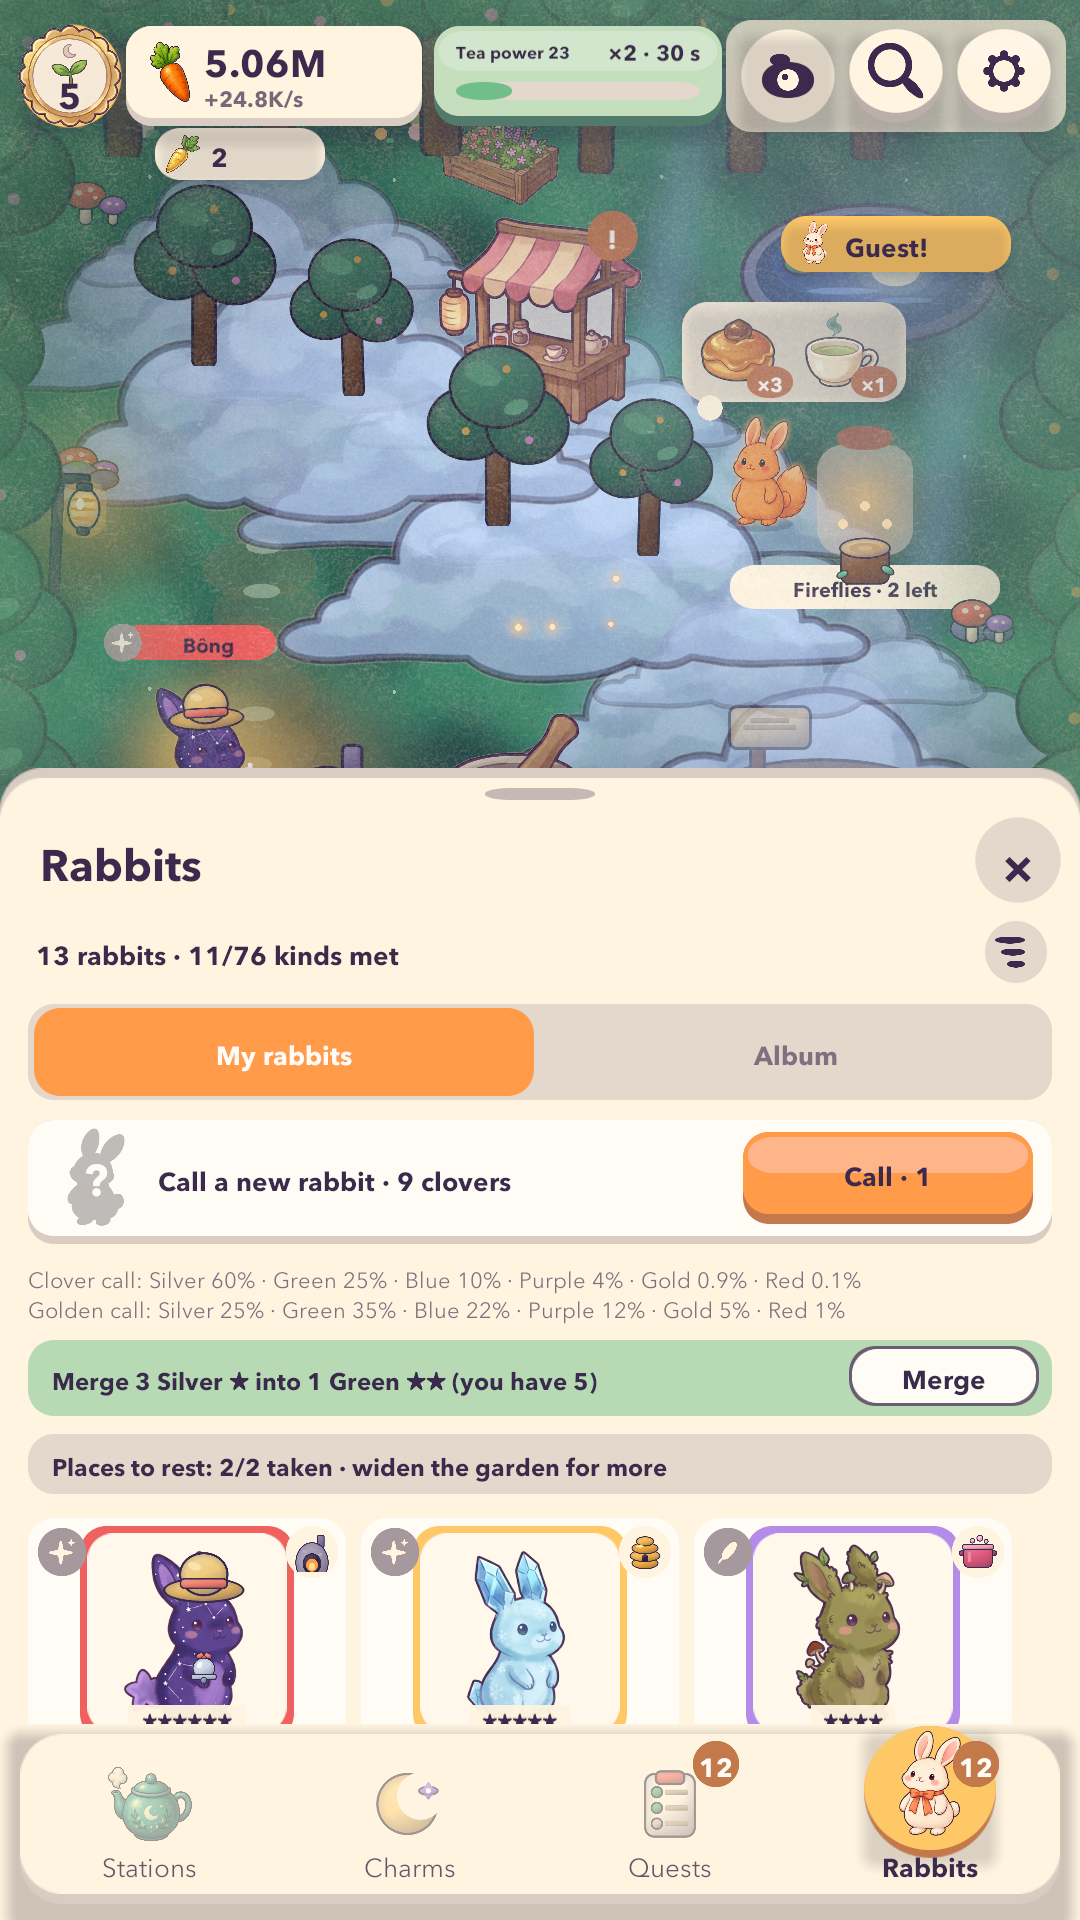 5
5.06M
+24.8K/s
Tea power 23
×2 · 30 s
2
!
Guest!
×3
×1
Fireflies · 2 left
Bông
Rabbits
×
13 rabbits · 11/76 kinds met
My rabbits
Album
?
Call a new rabbit · 9 clovers
Call · 1
Clover call: Silver 60% · Green 25% · Blue 10% · Purple 4% · Gold 0.9% · Red 0.1%
Golden call: Silver 25% · Green 35% · Blue 22% · Purple 12% · Gold 5% · Red 1%
Merge 3 Silver ★ into 1 Green ★★ (you have 5)
Merge
Places to rest: 2/2 taken · widen the garden for more
★★★★★★
★★★★★
★★★★
12
12
Stations
Charms
Quests
Rabbits